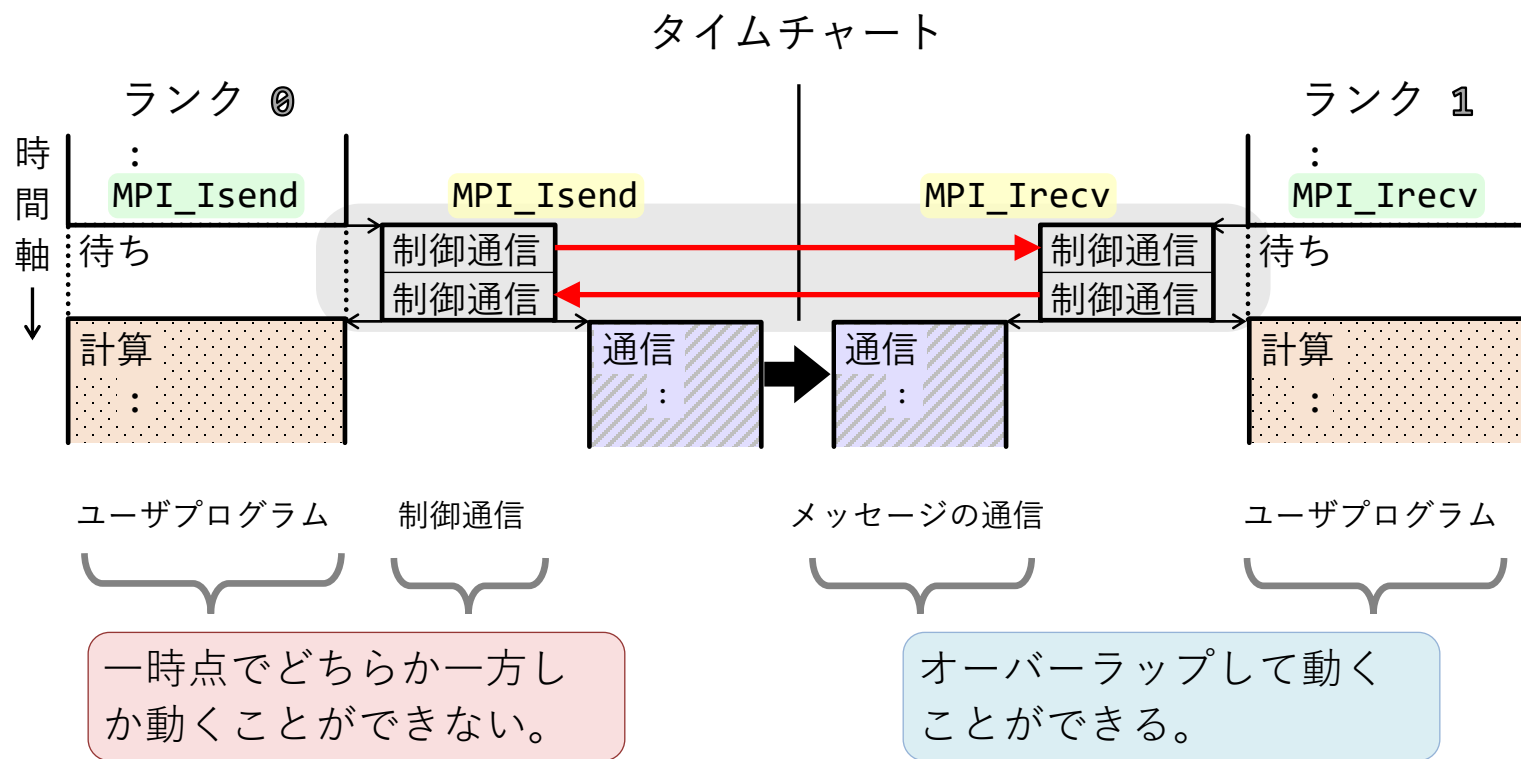 タイムチャート
ランク 0
ランク 1
時間軸
:
:
MPI_Isend
MPI_Isend
MPI_Irecv
MPI_Irecv
待ち
制御通信
制御通信
待ち
制御通信
制御通信
計算
:
通信
:
通信
:
計算
:
ユーザプログラム
制御通信
メッセージの通信
ユーザプログラム
一時点でどちらか一方し
か動くことができない。
オーバーラップして動く
ことができる。